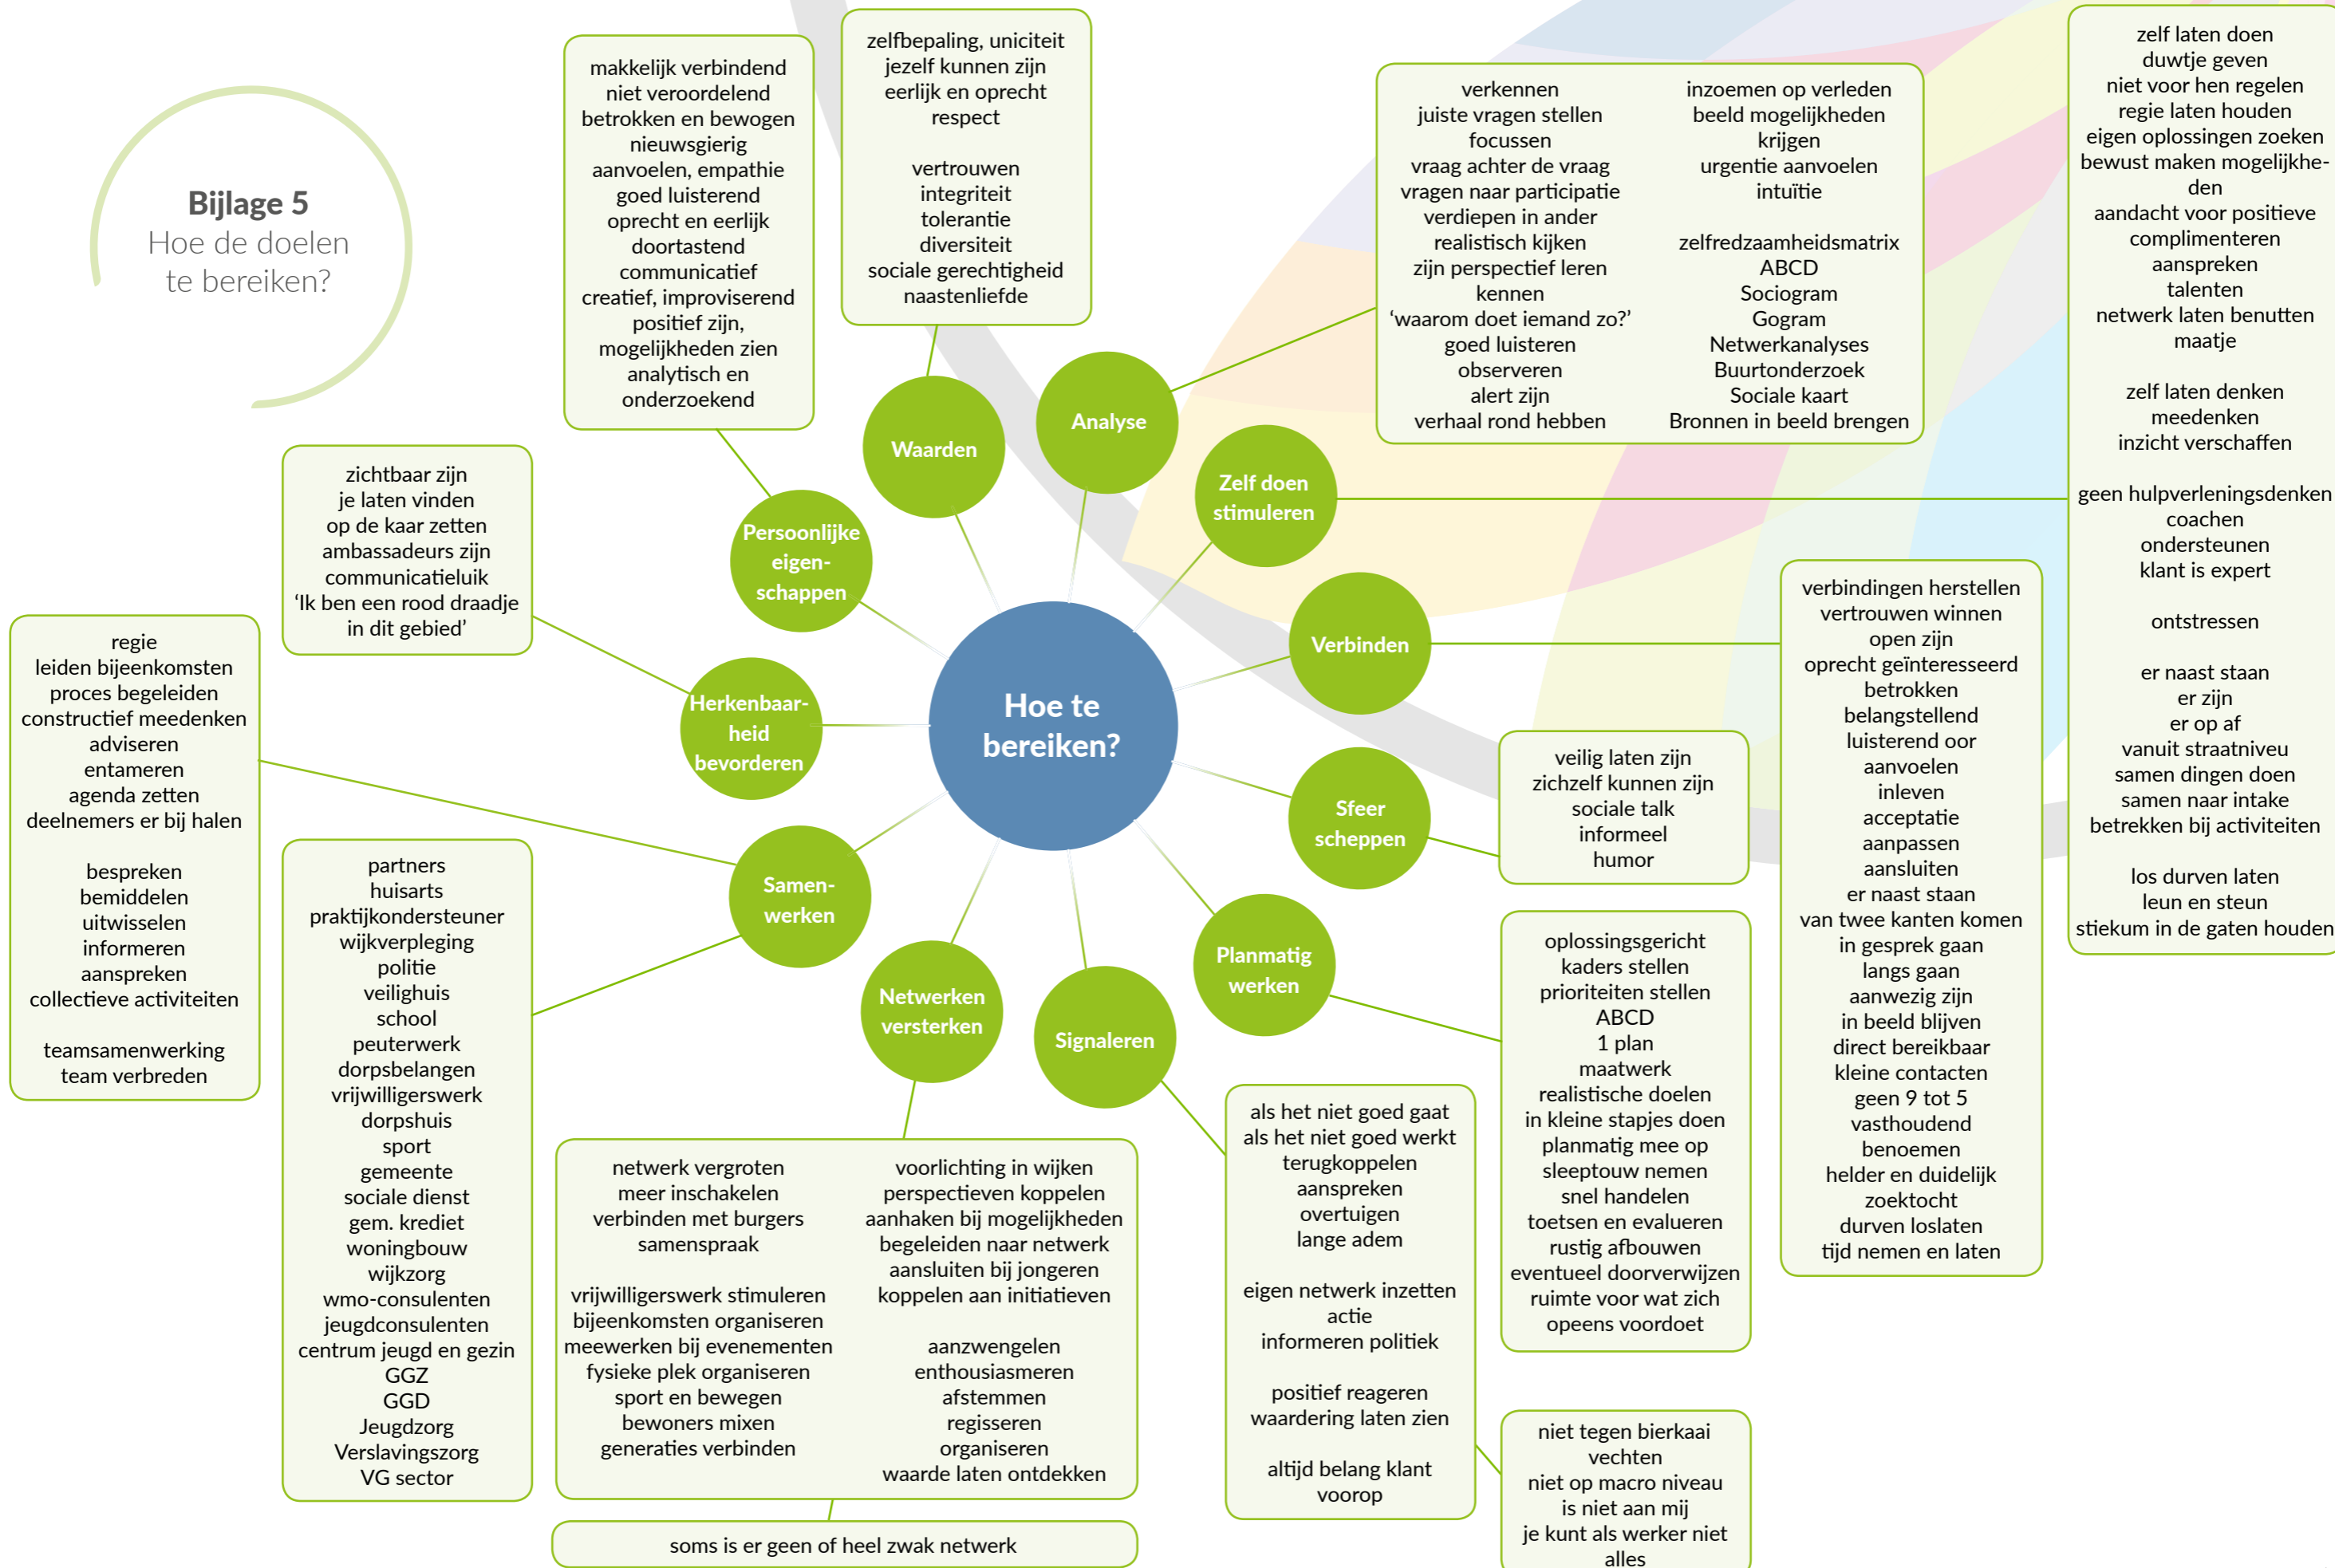 Bijlage 5
Hoe de doelen
te bereiken?
makkelijk verbindend
niet veroordelend
betrokken en bewogen
nieuwsgierig
aanvoelen, empathie
goed luisterend
oprecht en eerlijk
doortastend
communicatief
creatief, improviserend
positief zijn,
mogelijkheden zien
analytisch en
onderzoekend
zelfbepaling, uniciteit
jezelf kunnen zijn
eerlijk en oprecht
respect
vertrouwen
integriteit
tolerantie
diversiteit
sociale gerechtigheid
naastenliefde
verkennen
juiste vragen stellen
focussen
vraag achter de vraag
vragen naar participatie
verdiepen in ander
realistisch kijken
zijn perspectief leren
kennen
‘waarom doet iemand zo?’
goed luisteren
observeren
alert zijn
verhaal rond hebben
inzoemen op verleden
beeld mogelijkheden
krijgen
urgentie aanvoelen
intuïtie
zelfredzaamheidsmatrix
ABCD
Sociogram
Gogram
Netwerkanalyses
Buurtonderzoek
Sociale kaart
Bronnen in beeld brengen
zelf laten doen
duwtje geven
niet voor hen regelen
regie laten houden
eigen oplossingen zoeken
bewust maken mogelijkhe-
den
aandacht voor positieve
complimenteren
aanspreken
talenten
netwerk laten benutten
maatje
zelf laten denken
meedenken
inzicht verschaffen
geen hulpverleningsdenken
coachen
ondersteunen
klant is expert
ontstressen
er naast staan
er zijn
er op af
vanuit straatniveu
samen dingen doen
samen naar intake
betrekken bij activiteiten
los durven laten
leun en steun
stiekum in de gaten houden
Waarden
Analyse
Zelf doen
stimuleren
Persoonlijke
eigen-
schappen
Verbinden
Herkenbaar-
heid
bevorderen
Hoe te
bereiken?
Sfeer
scheppen
Samen-
werken
Planmatig
werken
Netwerken
versterken
Signaleren
zichtbaar zijn
je laten vinden
op de kaar zetten
ambassadeurs zijn
communicatieluik
‘Ik ben een rood draadje
in dit gebied’
regie
leiden bijeenkomsten
proces begeleiden
constructief meedenken
adviseren
entameren
agenda zetten
deelnemers er bij halen
bespreken
bemiddelen
uitwisselen
informeren
aanspreken
collectieve activiteiten
teamsamenwerking
team verbreden
partners
huisarts
praktijkondersteuner
wijkverpleging
politie
veilighuis
school
peuterwerk
dorpsbelangen
vrijwilligerswerk
dorpshuis
sport
gemeente
sociale dienst
gem. krediet
woningbouw
wijkzorg
wmo-consulenten
jeugdconsulenten
centrum jeugd en gezin
GGZ
GGD
Jeugdzorg
Verslavingszorg
VG sector
verbindingen herstellen
vertrouwen winnen
open zijn
oprecht geïnteresseerd
betrokken
belangstellend
luisterend oor
aanvoelen
inleven
acceptatie
aanpassen
aansluiten
er naast staan
van twee kanten komen
in gesprek gaan
langs gaan
aanwezig zijn
in beeld blijven
direct bereikbaar
kleine contacten
geen 9 tot 5
vasthoudend
benoemen
helder en duidelijk
zoektocht
durven loslaten
tijd nemen en laten
veilig laten zijn
zichzelf kunnen zijn
sociale talk
informeel
humor
oplossingsgericht
kaders stellen
prioriteiten stellen
ABCD
1 plan
maatwerk
realistische doelen
in kleine stapjes doen
planmatig mee op
sleeptouw nemen
snel handelen
toetsen en evalueren
rustig afbouwen
eventueel doorverwijzen
ruimte voor wat zich
opeens voordoet
netwerk vergroten
meer inschakelen
verbinden met burgers
samenspraak
vrijwilligerswerk stimuleren
bijeenkomsten organiseren
meewerken bij evenementen
fysieke plek organiseren
sport en bewegen
bewoners mixen
generaties verbinden
voorlichting in wijken
perspectieven koppelen
aanhaken bij mogelijkheden
begeleiden naar netwerk
aansluiten bij jongeren
koppelen aan initiatieven
aanzwengelen
enthousiasmeren
afstemmen
regisseren
organiseren
waarde laten ontdekken
soms is er geen of heel zwak netwerk
als het niet goed gaat
als het niet goed werkt
terugkoppelen
aanspreken
overtuigen
lange adem
eigen netwerk inzetten
actie
informeren politiek
positief reageren
waardering laten zien
altijd belang klant
voorop
niet tegen bierkaai
vechten
niet op macro niveau
is niet aan mij
je kunt als werker niet
alles